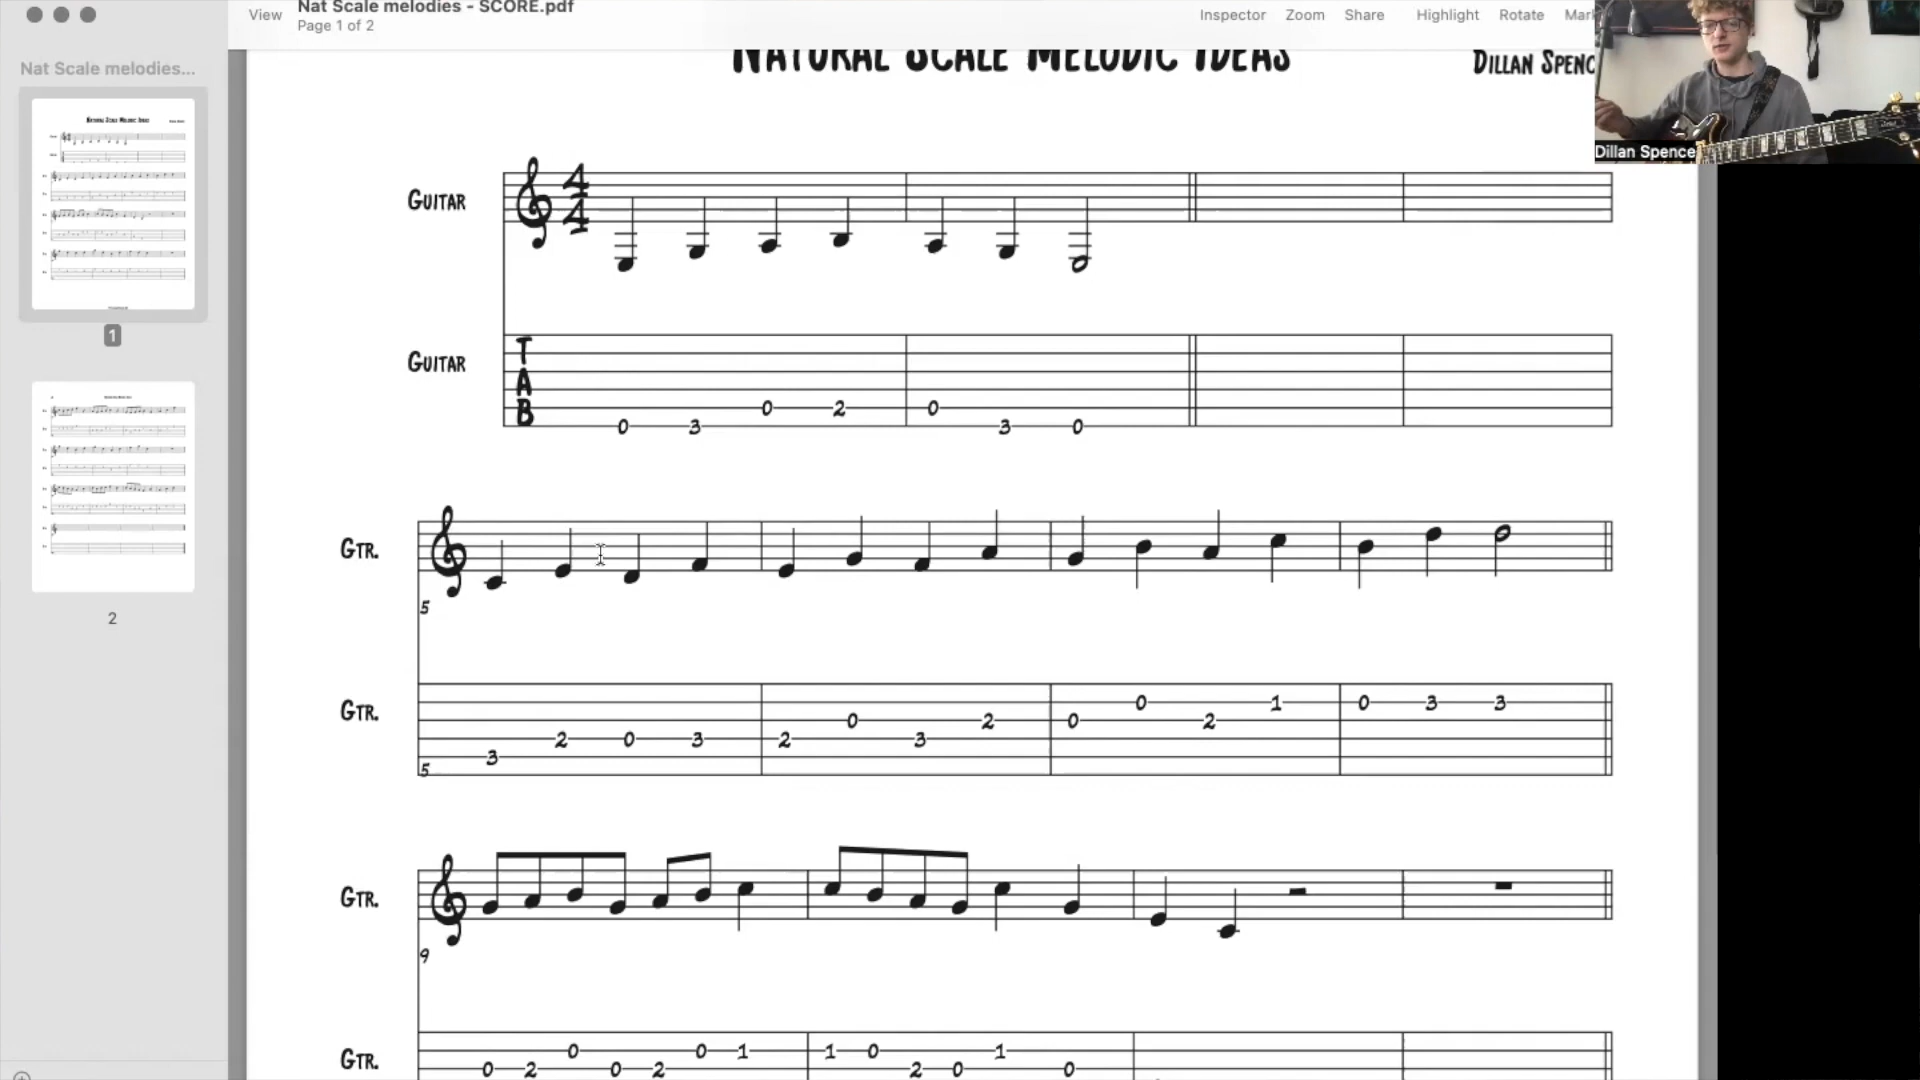 View
Nat Scale melodies - SCORE.pdf
Page 1 of 2
Inspector Zoom Share Highlight Rotate
Nat Scale melodies...
1
2
NATURAL SCALE MELODIC IDEAS
DILLAN SPENC
Dillan Spence
GUITAR
4
4
GUITAR
T
A
B
0 3 0 2 0 3 0
GTR.
5
GTR.
3 2 0 3 2 0 3 2 0 0 2 1 0 3 3
5
GTR.
9
GTR.
0 2 0 0 2 0 1 1 0 2 0 1 0